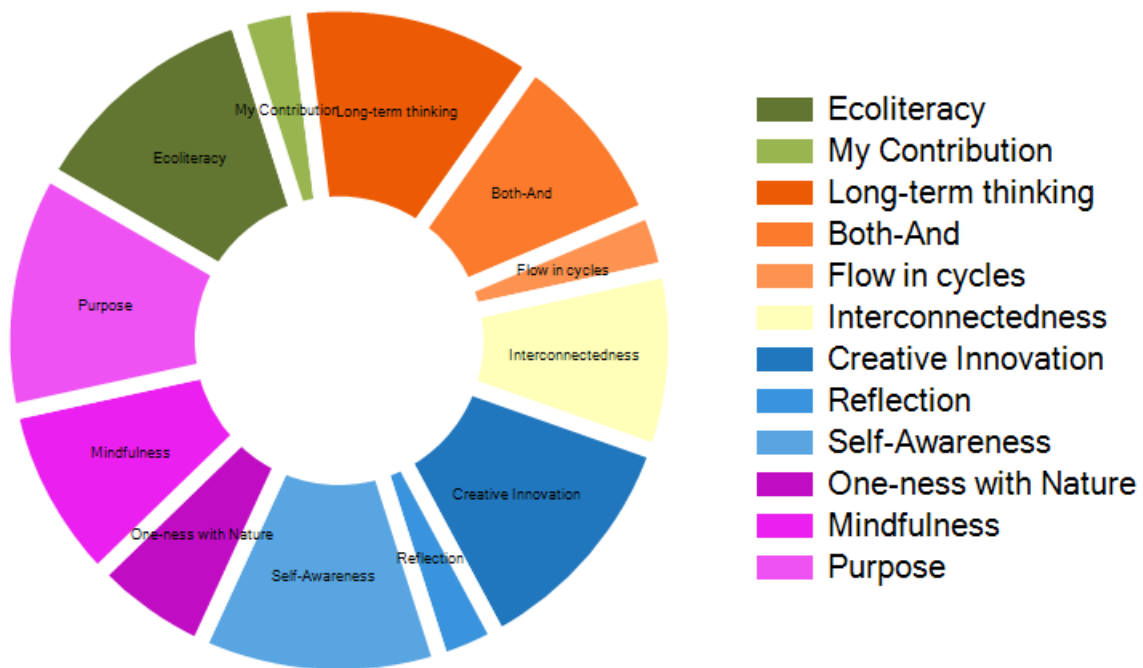 My Contribution
Long-term thinking
Ecoliteracy
Both-And
Flow in cycles
Purpose
Interconnectedness
Mindfulness
Creative Innovation
One-ness with Nature
Reflection
Self-Awareness
Ecoliteracy
My Contribution
Long-term thinking
Both-And
Flow in cycles
Interconnectedness
Creative Innovation
Reflection
Self-Awareness
One-ness with Nature
Mindfulness
Purpose